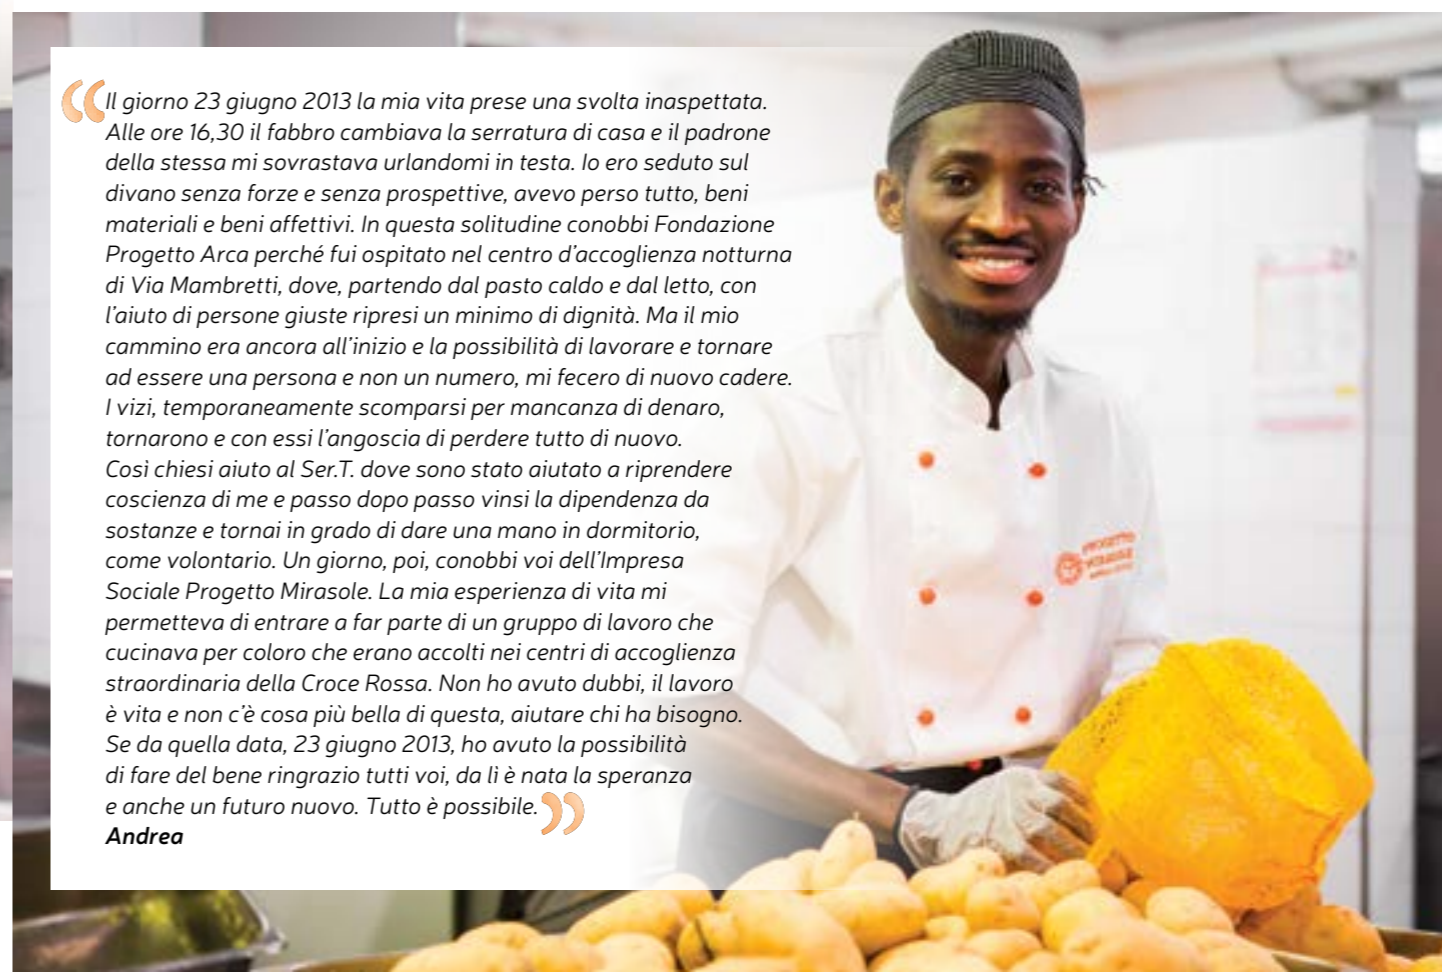 Il giorno 23 giugno 2013 la mia vita prese una svolta inaspettata.
Alle ore 16,30 il fabbro cambiava la serratura di casa e il padrone
della stessa mi sovrastava urlandomi in testa. Io ero seduto sul
divano senza forze e senza prospettive, avevo perso tutto, beni
materiali e beni affettivi. In questa solitudine conobbi Fondazione
Progetto Arca perché fui ospitato nel centro d'accoglienza notturna
di Via Mambretti, dove, partendo dal pasto caldo e dal letto, con
l'aiuto di persone giuste ripresi un minimo di dignità. Ma il mio
cammino era ancora all'inizio e la possibilità di lavorare e tornare
ad essere una persona e non un numero, mi fecero di nuovo cadere.
I vizi, temporaneamente scomparsi per mancanza di denaro,
tornarono e con essi l'angoscia di perdere tutto di nuovo.
Così chiesi aiuto al Ser.T. dove sono stato aiutato a riprendere
coscienza di me e passo dopo passo vinsi la dipendenza da
sostanze e tornai in grado di dare una mano in dormitorio,
come volontario. Un giorno, poi, conobbi voi dell'Impresa
Sociale Progetto Mirasole. La mia esperienza di vita mi
permetteva di entrare a far parte di un gruppo di lavoro che
cucinava per coloro che erano accolti nei centri di accoglienza
straordinaria della Croce Rossa. Non ho avuto dubbi, il lavoro
è vita e non c'è cosa più bella di questa, aiutare chi ha bisogno.
Se da quella data, 23 giugno 2013, ho avuto la possibilità
di fare del bene ringrazio tutti voi, da lì è nata la speranza
e anche un futuro nuovo. Tutto è possibile.
Andrea
PROGETTO
MIRASOLE